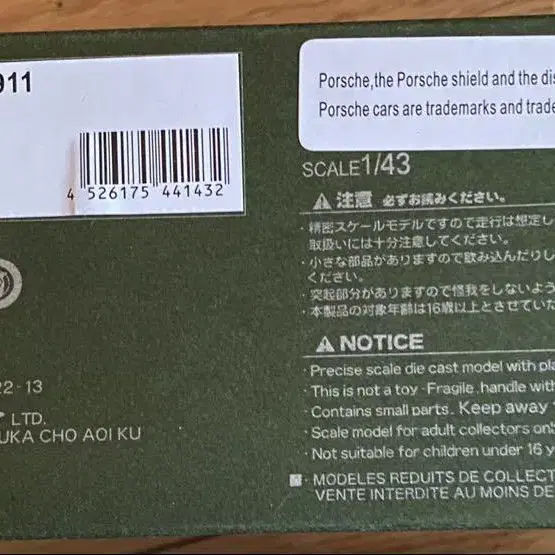 911
4 526175 441432
22-13
LTD.
UKA CHO AOI KU
Porsche,the Porsche shield and the dis
Porsche cars are trademarks and trade
SCALE1/43
注意 必ずお読みください。
・精密スケールモデルですので走行は想定し
取扱いには十分注意してください。
・小さな部品がありますので飲み込んだりし
ください。
・突起部分がありますので怪我をしないよう
・本製品の対象年齢は16歳以上とさせていた
NOTICE
・Precise scale die cast model with pla
・This is not a toy -Fragile .handle with
・Contains small parts. Keep away
・Scale model for adult collectors onl
・Not suitable for children under 16 y
・MODELES REDUITS DE COLLECT
VENTE INTERDITE AU MOINS DE